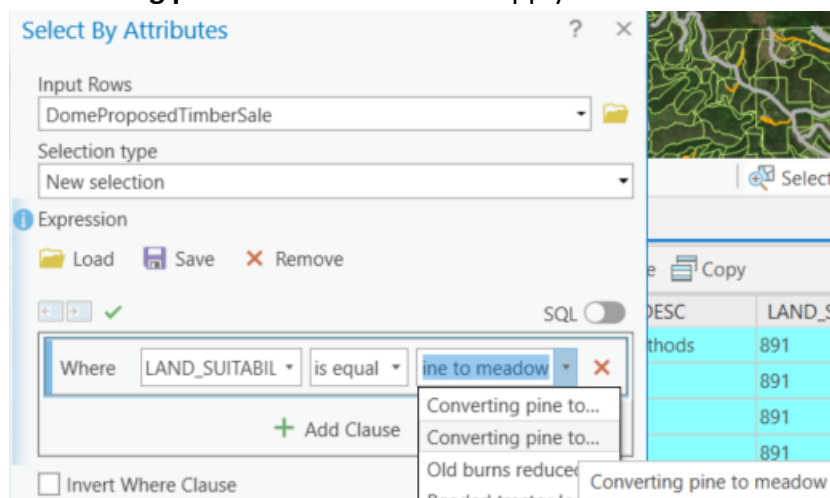 Select By Attributes ? ×
Input Rows
DomeProposedTimberSale
Selection type
New selection
Select
Expression
Load Save Remove
Copy
SQL
DESC LAND_S
Where LAND_SUITABIL is equal ine to meadow
thods 891
891
Converting pine to...
891
Add Clause
Converting pine to...
891
Old burns reduce
Converting pine to meadow
Invert Where Clause